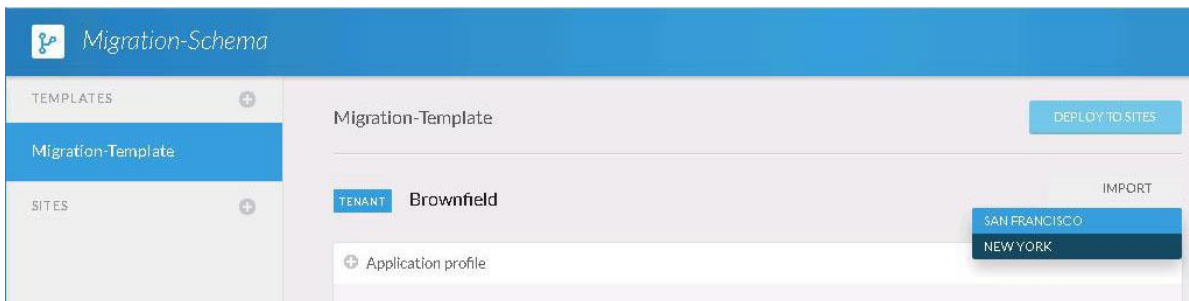 Migration-Schema
TEMPLATES
Migration-Template
SITES
Migration-Template
DEPLOY TO SITES
TENANT Brownfield
IMPORT
SAN FRANCISCO
NEW YORK
Application profile